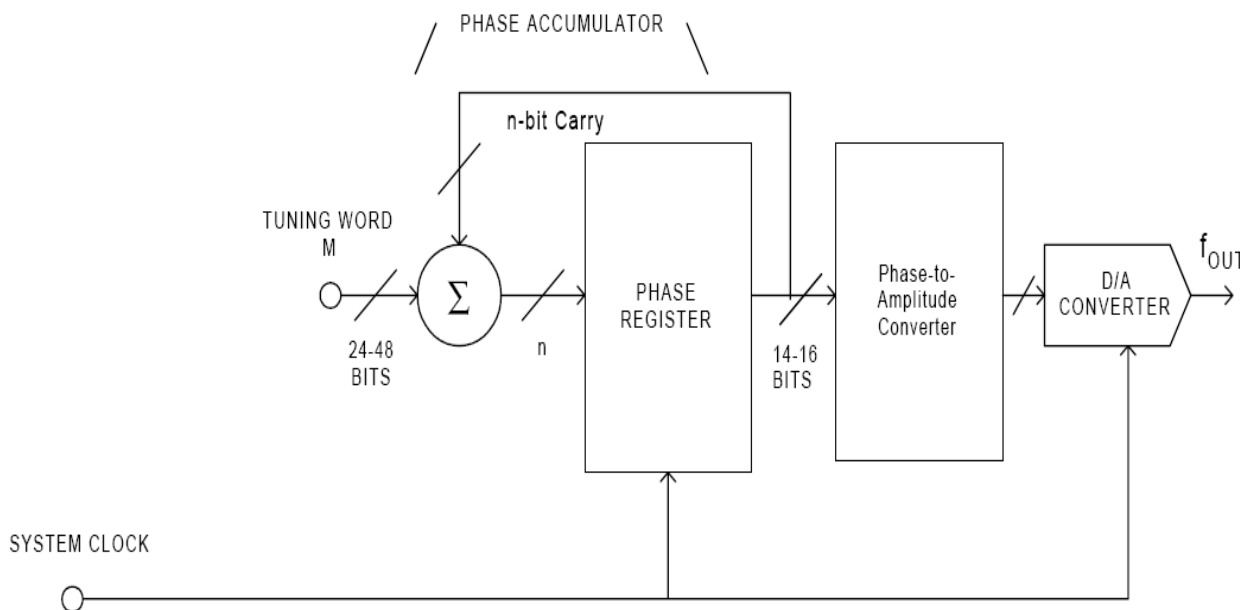 PHASE ACCUMULATOR
n-bit Carry
TUNING WORD
M
Σ
24-48
BITS
n
PHASE
REGISTER
14-16
BITS
Phase-to-
Amplitude
Converter
D/A
CONVERTER
fOUT
SYSTEM CLOCK